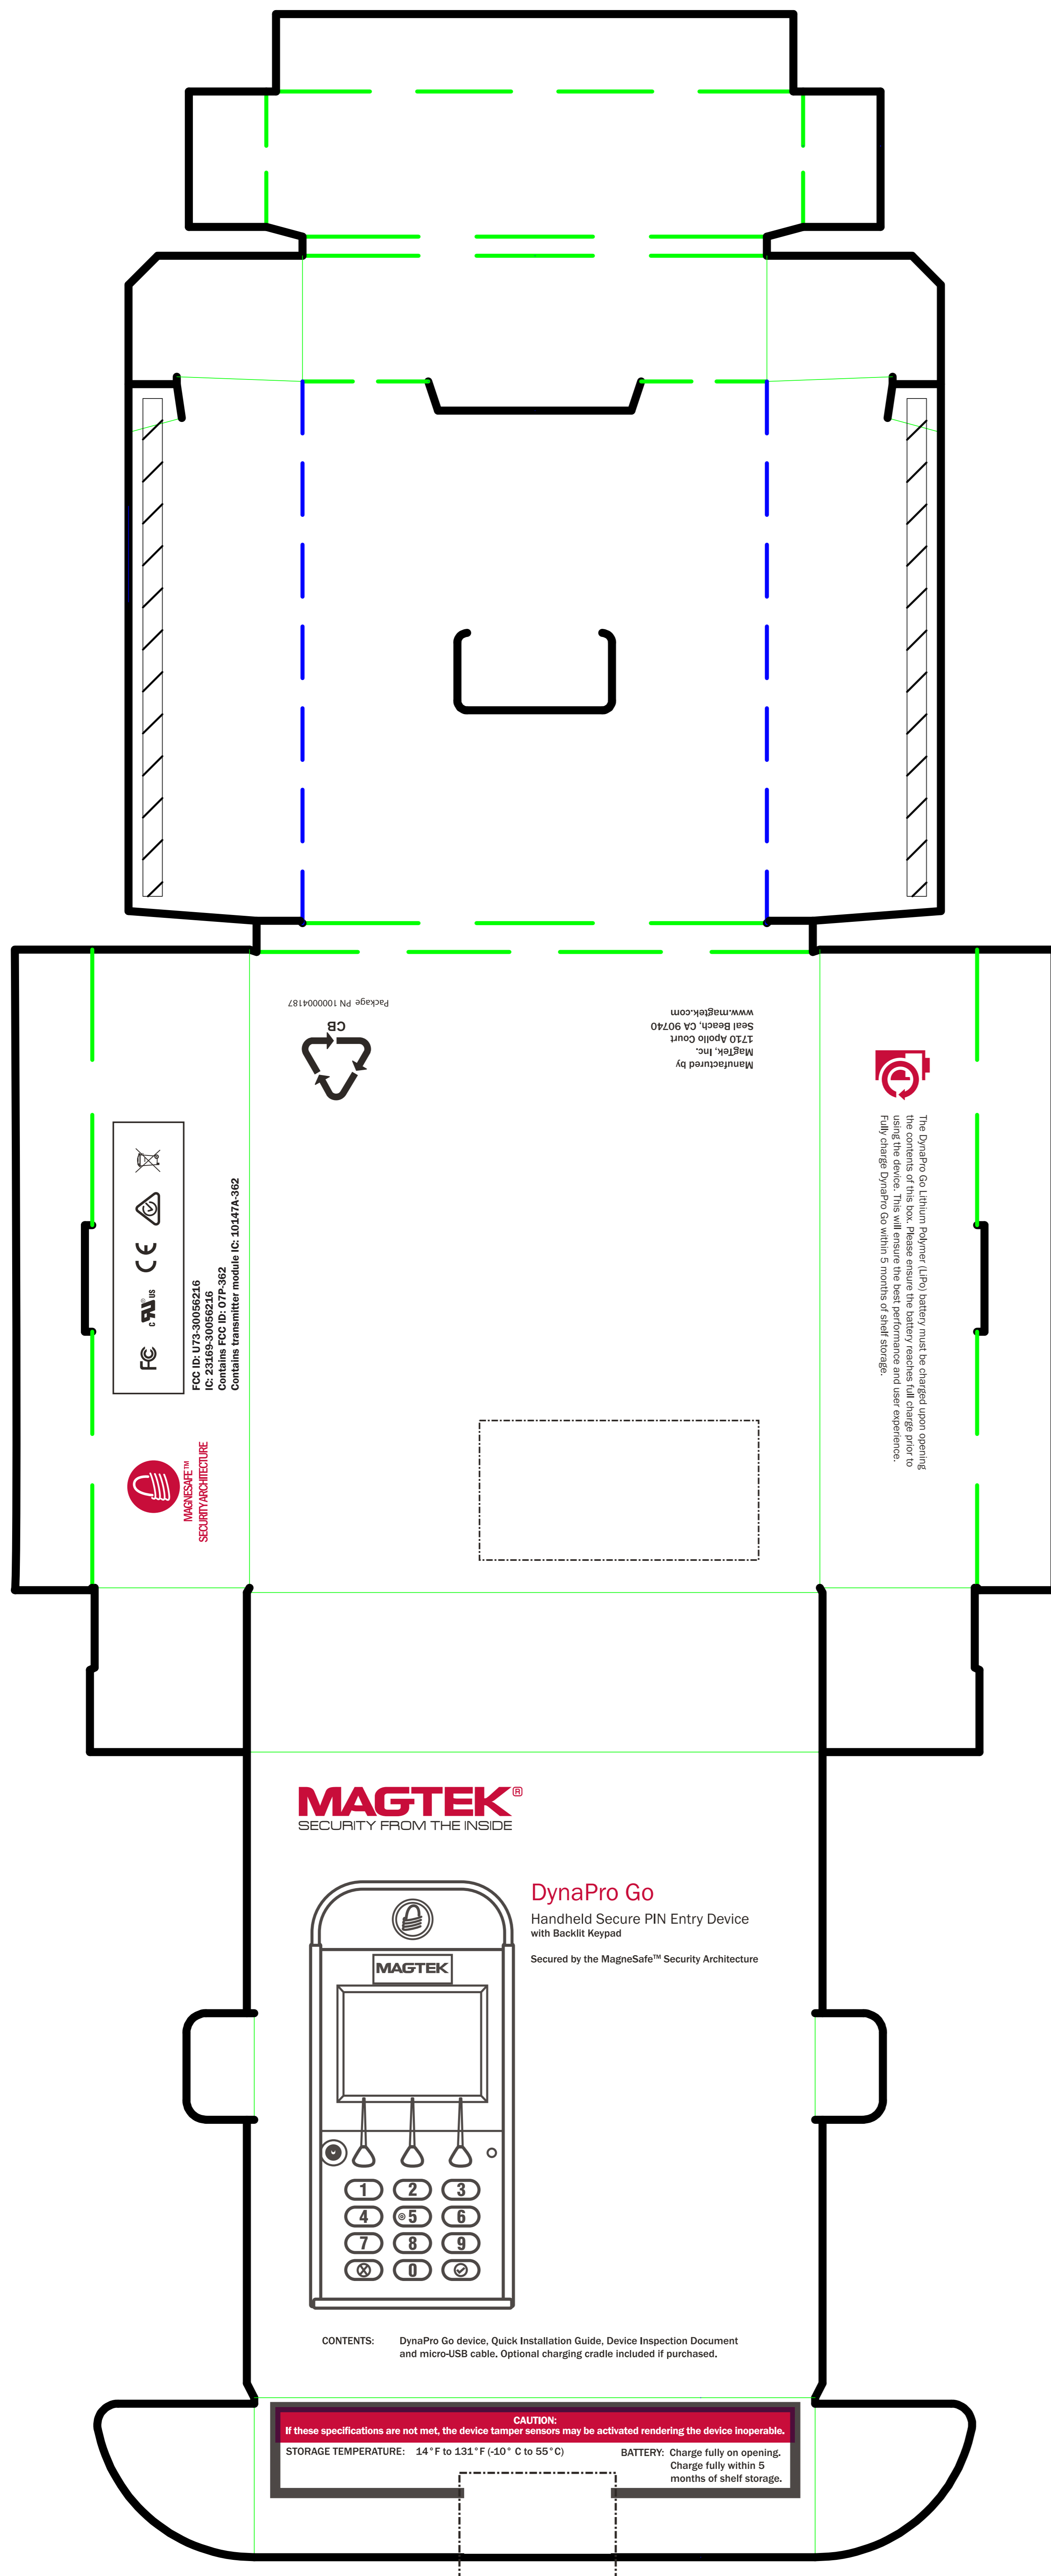 Package PN 1000004187
CB
Manufactured by
MagTek, Inc.
1710 Apollo Court
Seal Beach, CA 90740
www.magtek.com
The DynaPro Go Lithium Polymer (LiPo) battery must be charged upon opening
the contents of this box. Please ensure the battery reaches full charge prior to
using the device. This will ensure the best performance and user experience.
Fully charge DynaPro Go within 5 months of shelf storage.
FC c RU® US CE
FCC ID: U73-30056216
IC: 23169-30056216
Contains FCC ID: 07P-362
Contains transmitter module IC: 10147A-362
MAGNESAFE™
SECURITY ARCHITECTURE
MAGTEK®
SECURITY FROM THE INSIDE
DynaPro Go
Handheld Secure PIN Entry Device
with Backlit Keypad
Secured by the MagneSafe™ Security Architecture
MAGTEK
1 2 3
4 5 6
7 8 9
0
CONTENTS: DynaPro Go device, Quick Installation Guide, Device Inspection Document
and micro-USB cable. Optional charging cradle included if purchased.
CAUTION:
If these specifications are not met, the device tamper sensors may be activated rendering the device inoperable.
STORAGE TEMPERATURE: 14°F to 131°F (-10° C to 55°C)
BATTERY: Charge fully on opening.
Charge fully within 5
months of shelf storage.